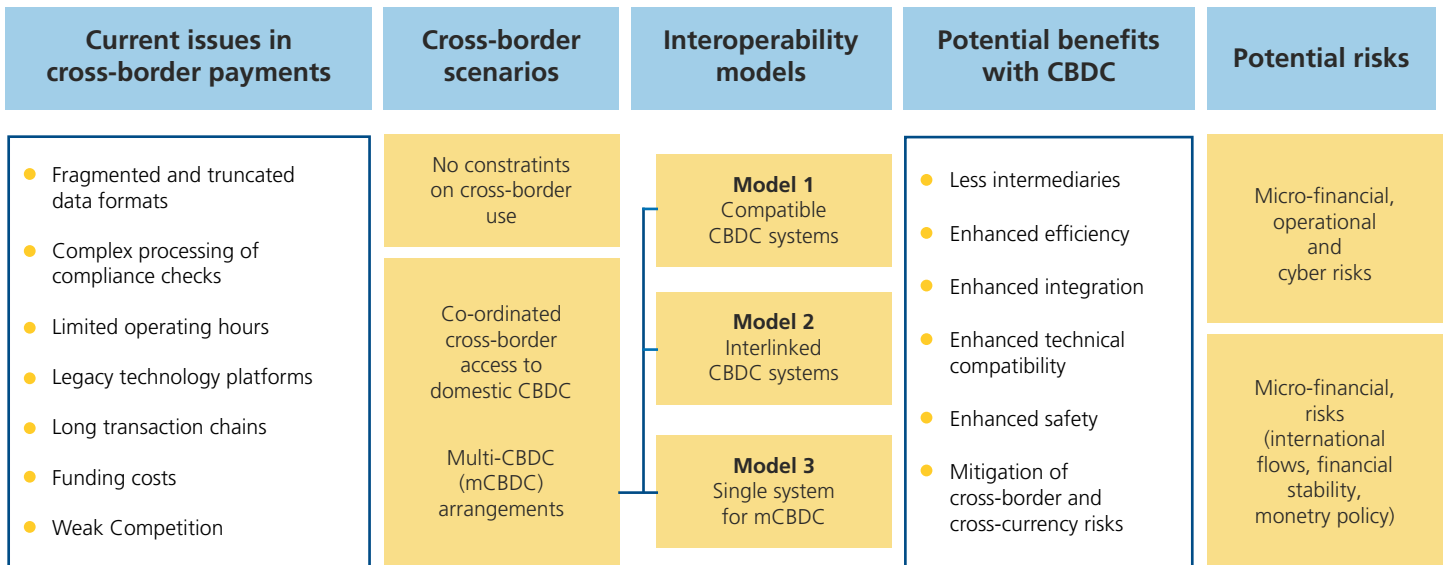 Current issues in
cross-border payments
Fragmented and truncated
data formats
Complex processing of
compliance checks
Limited operating hours
Legacy technology platforms
Long transaction chains
Funding costs
Weak Competition
Cross-border
scenarios
No constratints
on cross-border
use
Co-ordinated
cross-border
access to
domestic CBDC
Multi-CBDC
(mCBDC)
arrangements
Interoperability
models
Model 1
Compatible
CBDC systems
Model 2
Interlinked
CBDC systems
Model 3
Single system
for mCBDC
Potential benefits
with CBDC
Less intermediaries
Enhanced efficiency
Enhanced integration
Enhanced technical
compatibility
Enhanced safety
Mitigation of
cross-border and
cross-currency risks
Potential risks
Micro-financial,
operational
and
cyber risks
Micro-financial,
risks
(international
flows, financial
stability,
monetry policy)